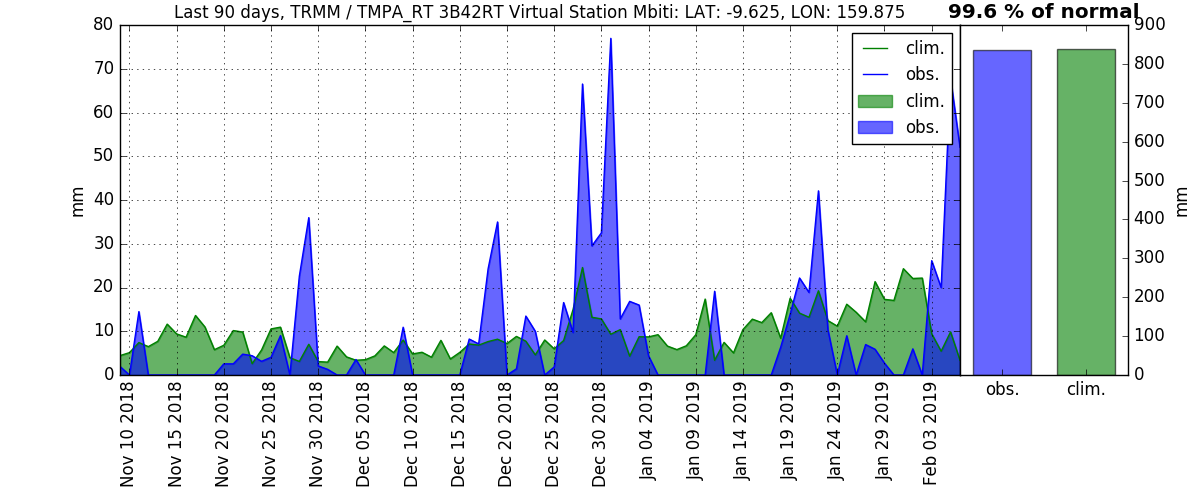 Last 90 days, TRMM / TMPA_RT 3B42RT Virtual Station Mbiti: LAT: -9.625, LON: 159.875
99.6 % of normal
80
70
60
50
40
30
20
10
0
mm
clim.
obs.
clim.
obs.
900
800
700
600
500
400
300
200
100
0
mm
Nov 10 2018
Nov 15 2018
Nov 20 2018
Nov 25 2018
Nov 30 2018
Dec 05 2018
Dec 10 2018
Dec 15 2018
Dec 20 2018
Dec 25 2018
Dec 30 2018
Jan 04 2019
Jan 09 2019
Jan 14 2019
Jan 19 2019
Jan 24 2019
Jan 29 2019
Feb 03 2019
obs.
clim.